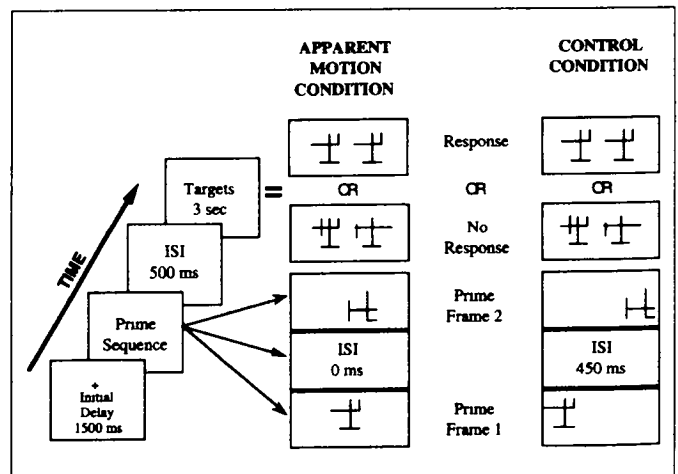 APPARENT
MOTION
CONDITION
CONTROL
CONDITION
Response
Targets
3 sec
=
OR
OR
OR
ISI
500 ms
No
Response
TIME
Prime
Sequence
Prime
Frame 2
ISI
0 ms
ISI
450 ms
+
Initial
Delay
1500 ms
Prime
Frame 1